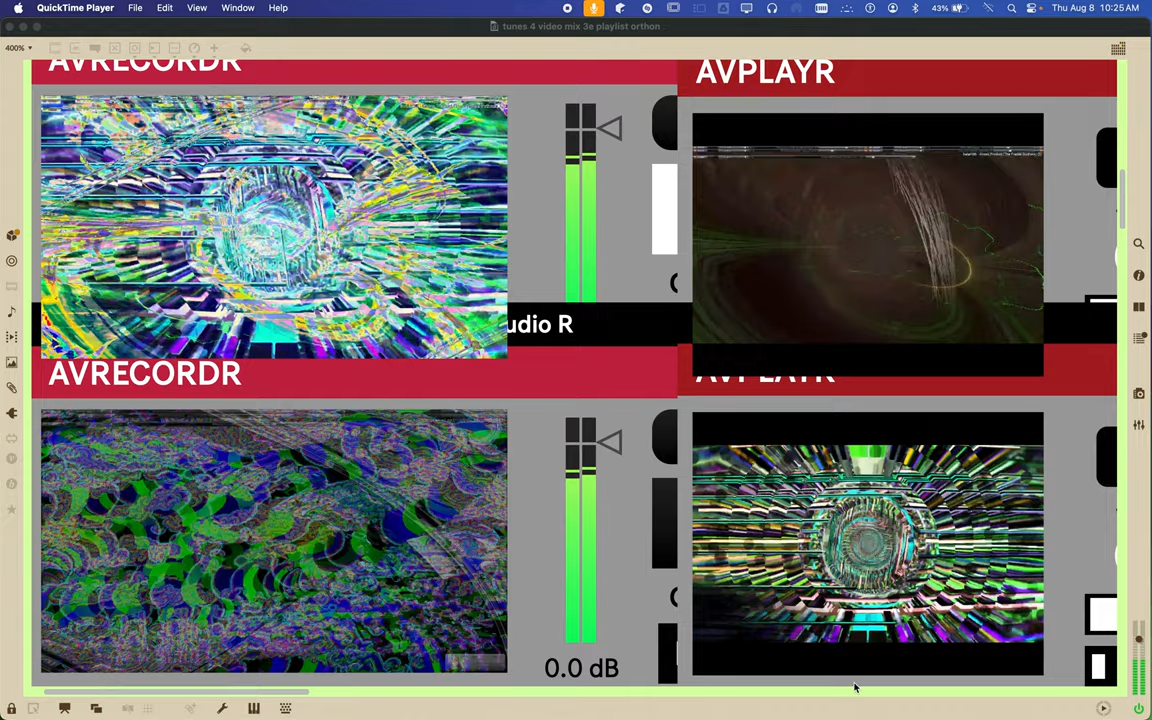 QuickTime Player File Edit View Window Help
43% Thu Aug 8 10:25 AM
tunes 4 video mix 3e playlist orthon
400%
AVRECORDR
AVPLAYR
udio R
AVRECORDR
AVPLAYR
0.0 dB